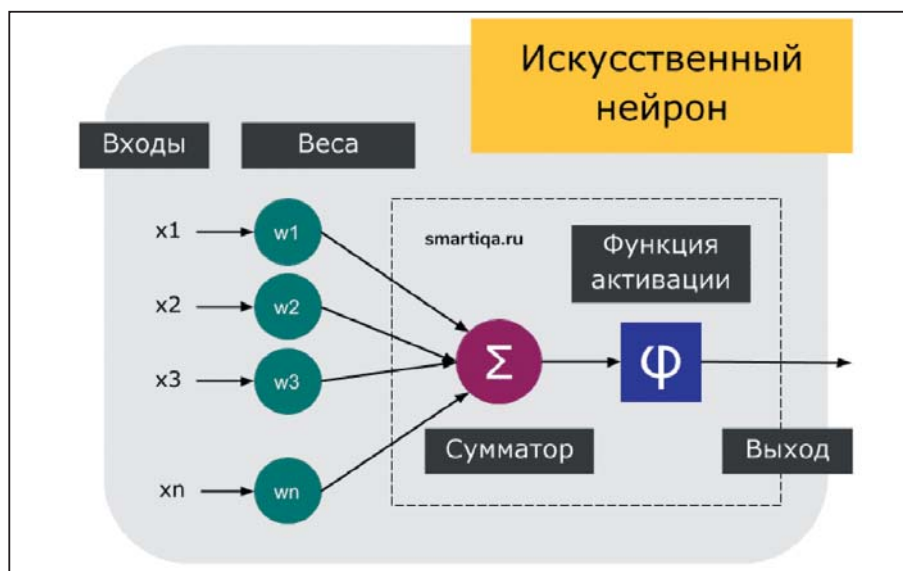 Искусственный
нейрон
Входы
Веса
x1
w1
smartiqa.ru
Функция
активации
x2
w2
x3
w3
Σ
φ
Сумматор
Выход
xn
wn